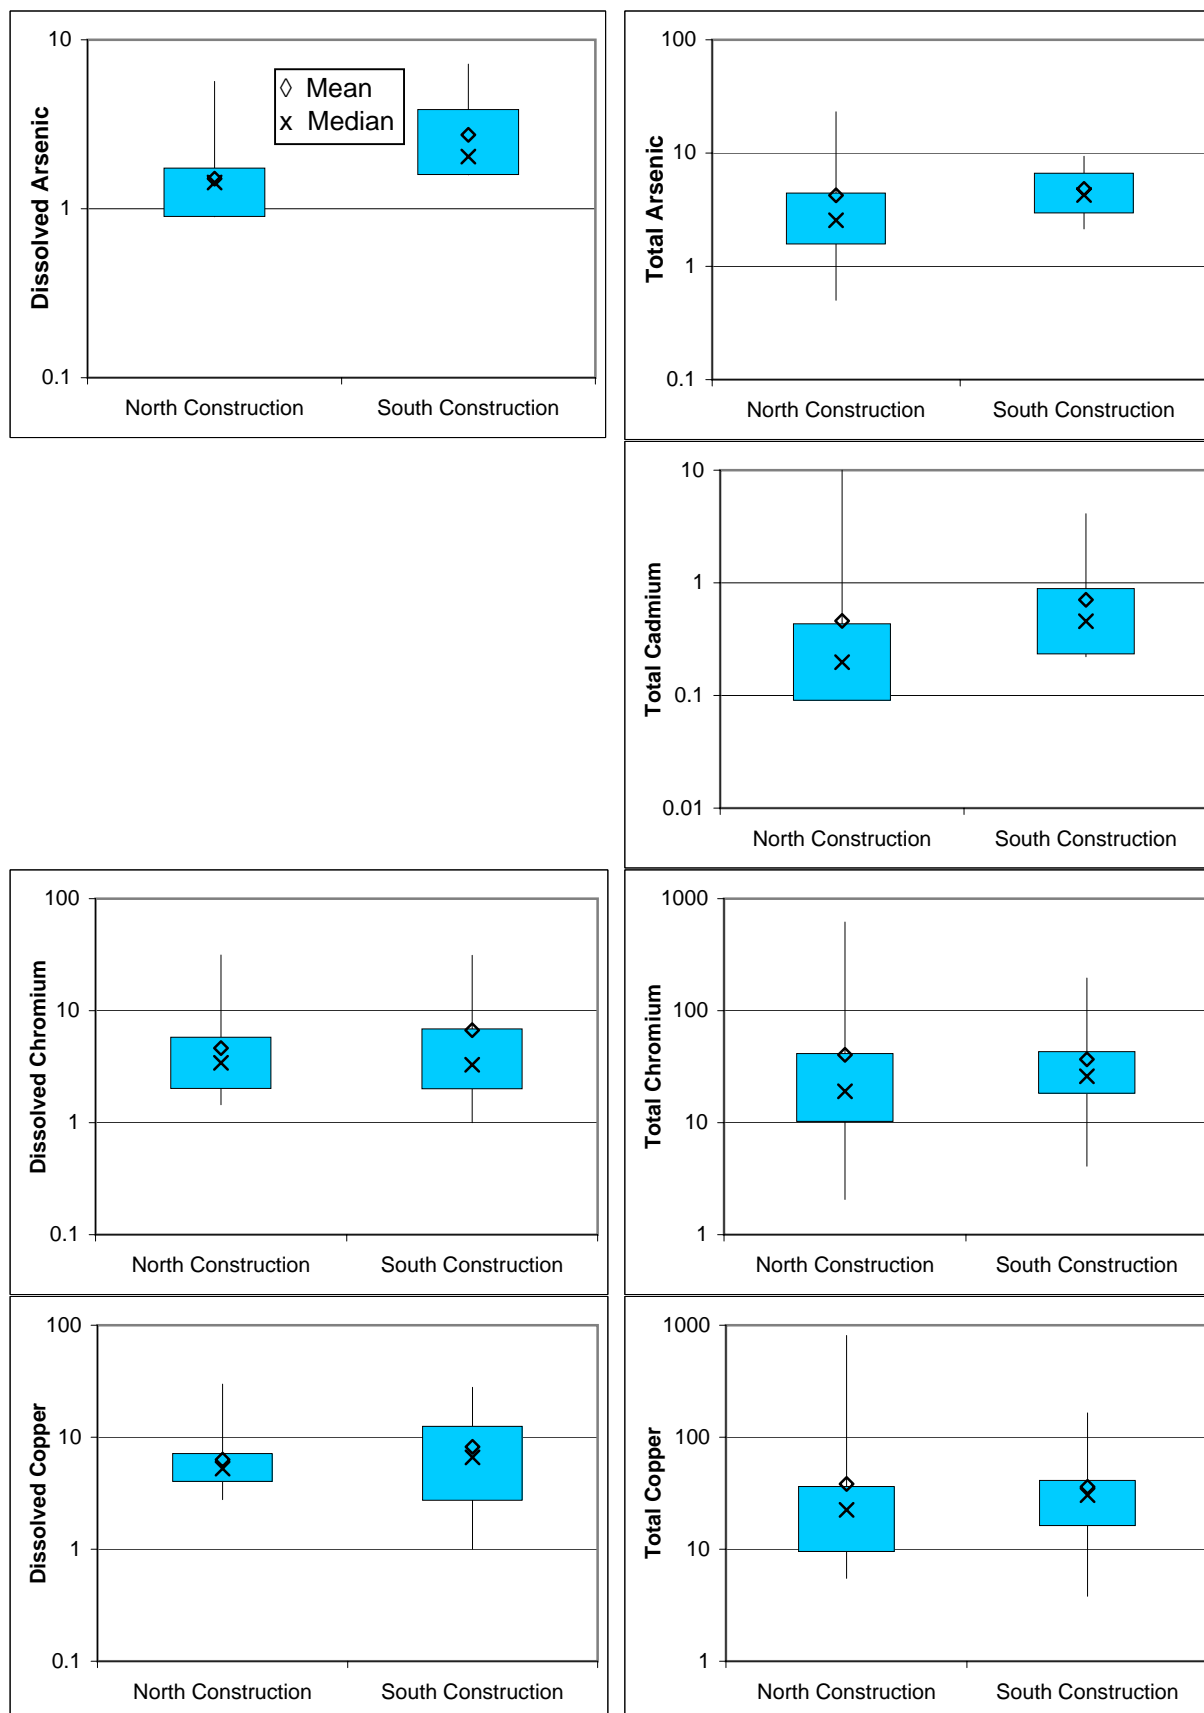 10
1
0.1
Dissolved Arsenic
◊ Mean
x Median
North Construction South Construction
100
10
1
0.1
Total Arsenic
North Construction South Construction
10
1
0.1
0.01
Total Cadmium
North Construction South Construction
100
10
1
0.1
Dissolved Chromium
North Construction South Construction
1000
100
10
1
Total Chromium
North Construction South Construction
100
10
1
0.1
Dissolved Copper
North Construction South Construction
1000
100
10
1
Total Copper
North Construction South Construction